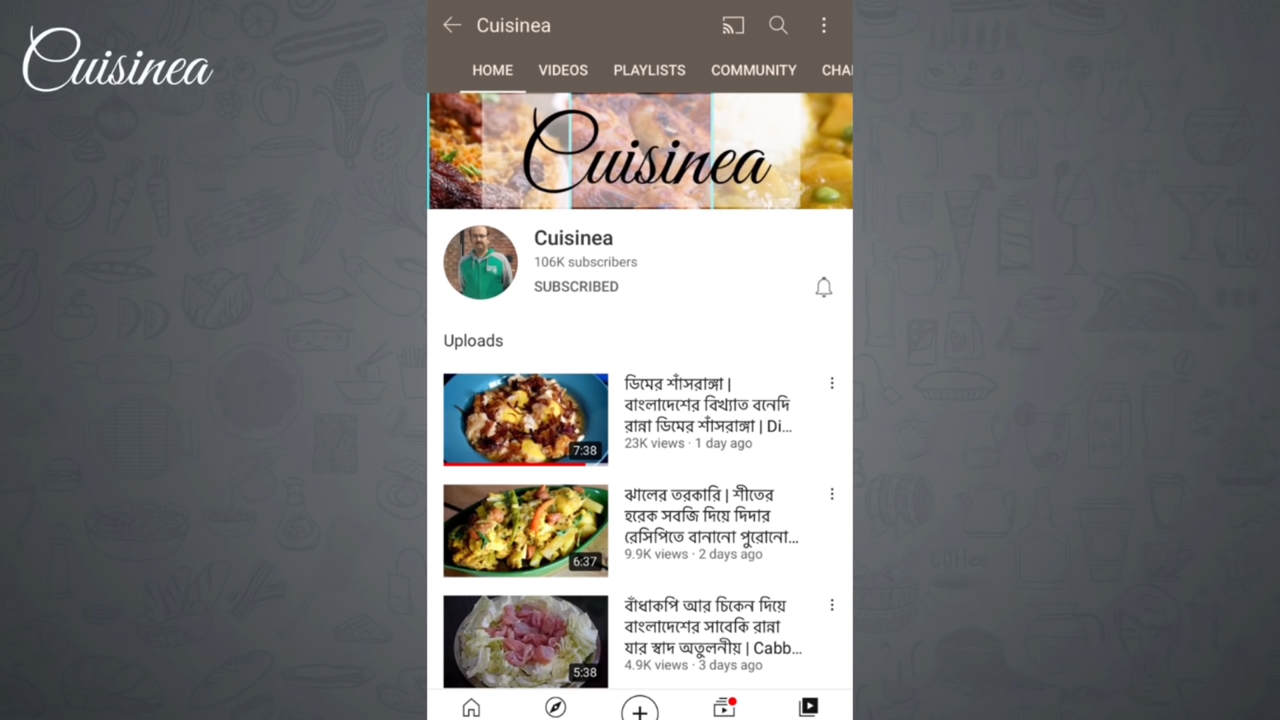 Cuisinea
Cuisinea
HOME VIDEOS PLAYLISTS COMMUNITY CHA
Cuisinea
Cuisinea
106K subscribers
SUBSCRIBED
Uploads
ডিমের শাঁসরাঙ্গা |
বাংলাদেশের বিখ্যাত বনেদি
রান্না ডিমের শাঁসরাঙ্গা | Di...
23K views · 1 day ago
7:38
ঝালের তরকারি | শীতের
হরেক সবজি দিয়ে দিদার
রেসিপিতে বানানো পুরোনো...
9.9K views · 2 days ago
6:37
বাঁধাকপি আর চিকেন দিয়ে
বাংলাদেশের সাবেকি রান্না
যার স্বাদ অতুলনীয় | Cabb...
4.9K views · 3 days ago
5:38
coffee